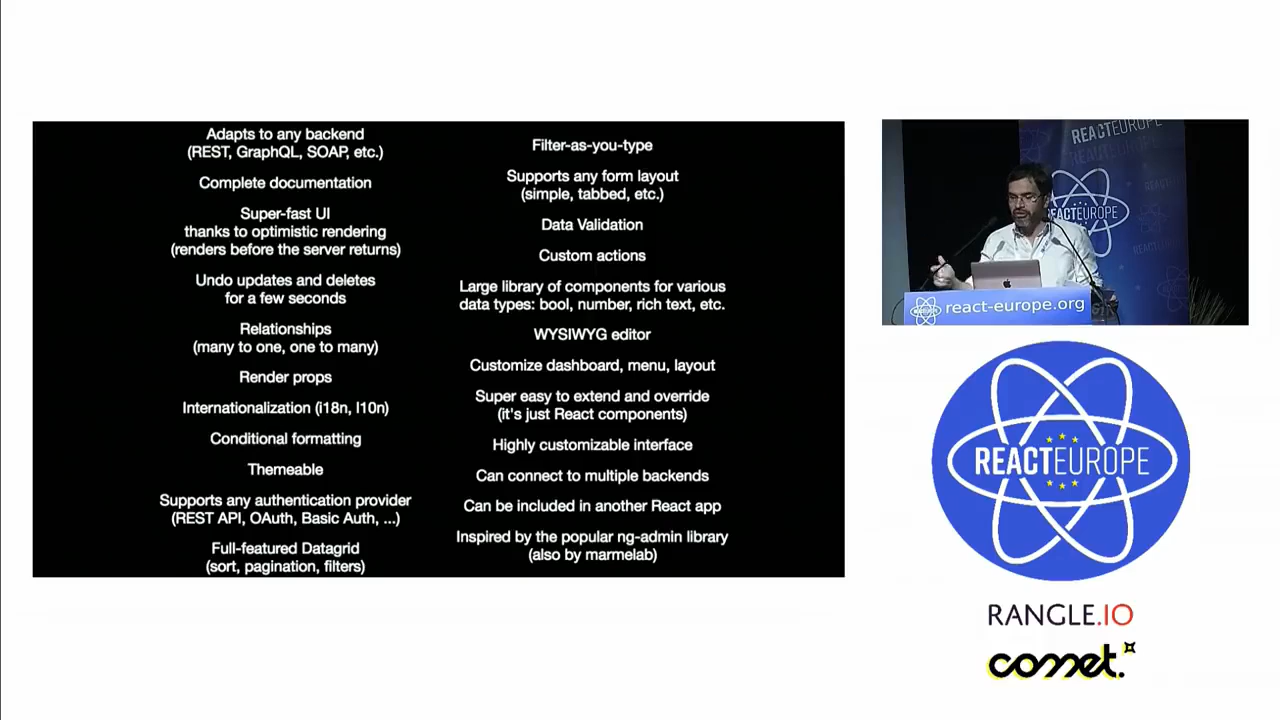 Adapts to any backend
(REST, GraphQL, SOAP, etc.)
Complete documentation
Super-fast UI
thanks to optimistic rendering
(renders before the server returns)
Undo updates and deletes
for a few seconds
Relationships
(many to one, one to many)
Render props
Internationalization (i18n, l10n)
Conditional formatting
Themeable
Supports any authentication provider
(REST API, OAuth, Basic Auth, ...)
Full-featured Datagrid
(sort, pagination, filters)
Filter-as-you-type
Supports any form layout
(simple, tabbed, etc.)
Data Validation
Custom actions
Large library of components for various
data types: bool, number, rich text, etc.
WYSIWYG editor
Customize dashboard, menu, layout
Super easy to extend and override
(it's just React components)
Highly customizable interface
Can connect to multiple backends
Can be included in another React app
Inspired by the popular ng-admin library
(also by marmelab)
REACTEUROPE
REACTEUROPE
react-europe.org
REACTEUROPE
RANGLE.IO
comet.